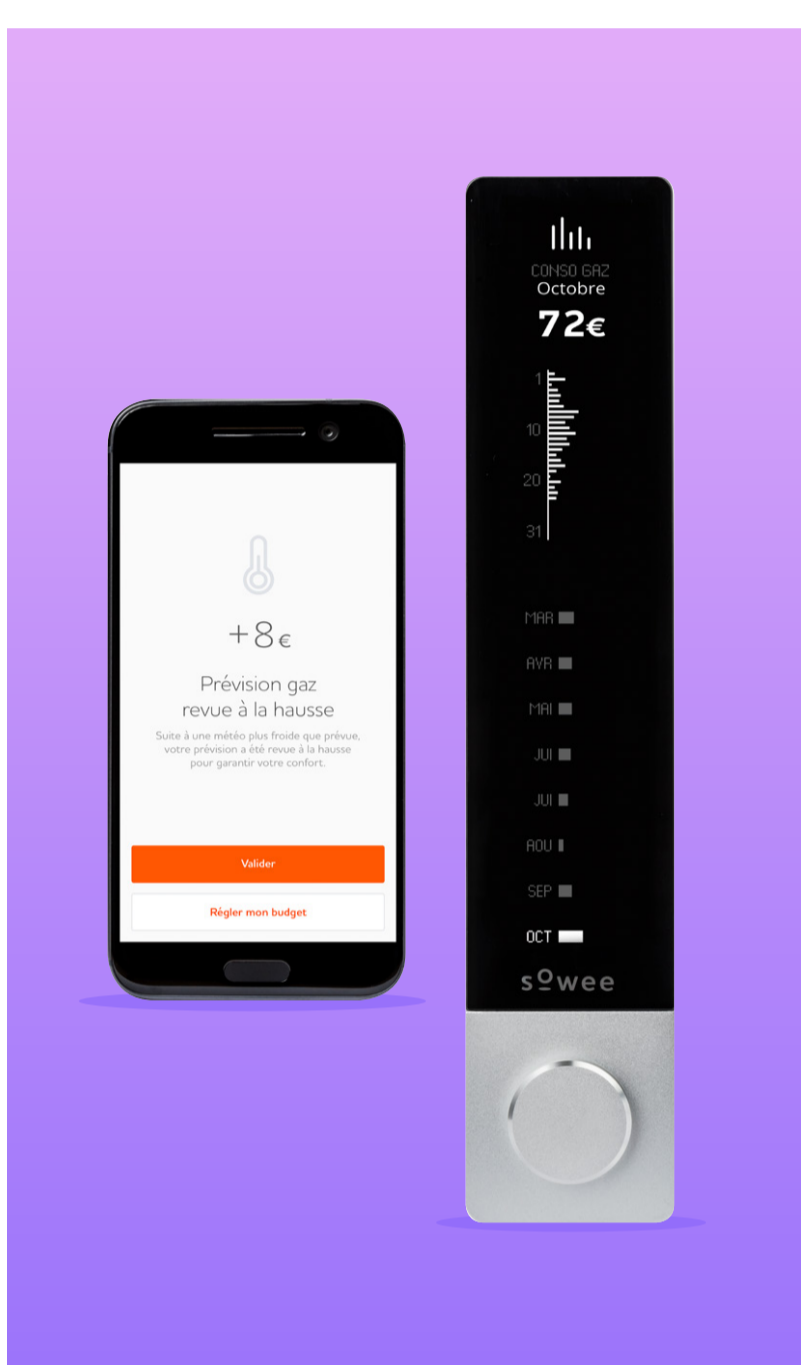 +8€
Prévision gaz
revue à la hausse
Suite à une météo plus froide que prévue,
votre prévision a été revue à la hausse
pour garantir votre confort.
Valider
Régler mon budget
CONSO GAZ
Octobre
72€
1
10
20
31
MAR
AVR
MAI
JUI
JUI
AOU
SEP
OCT
sowee